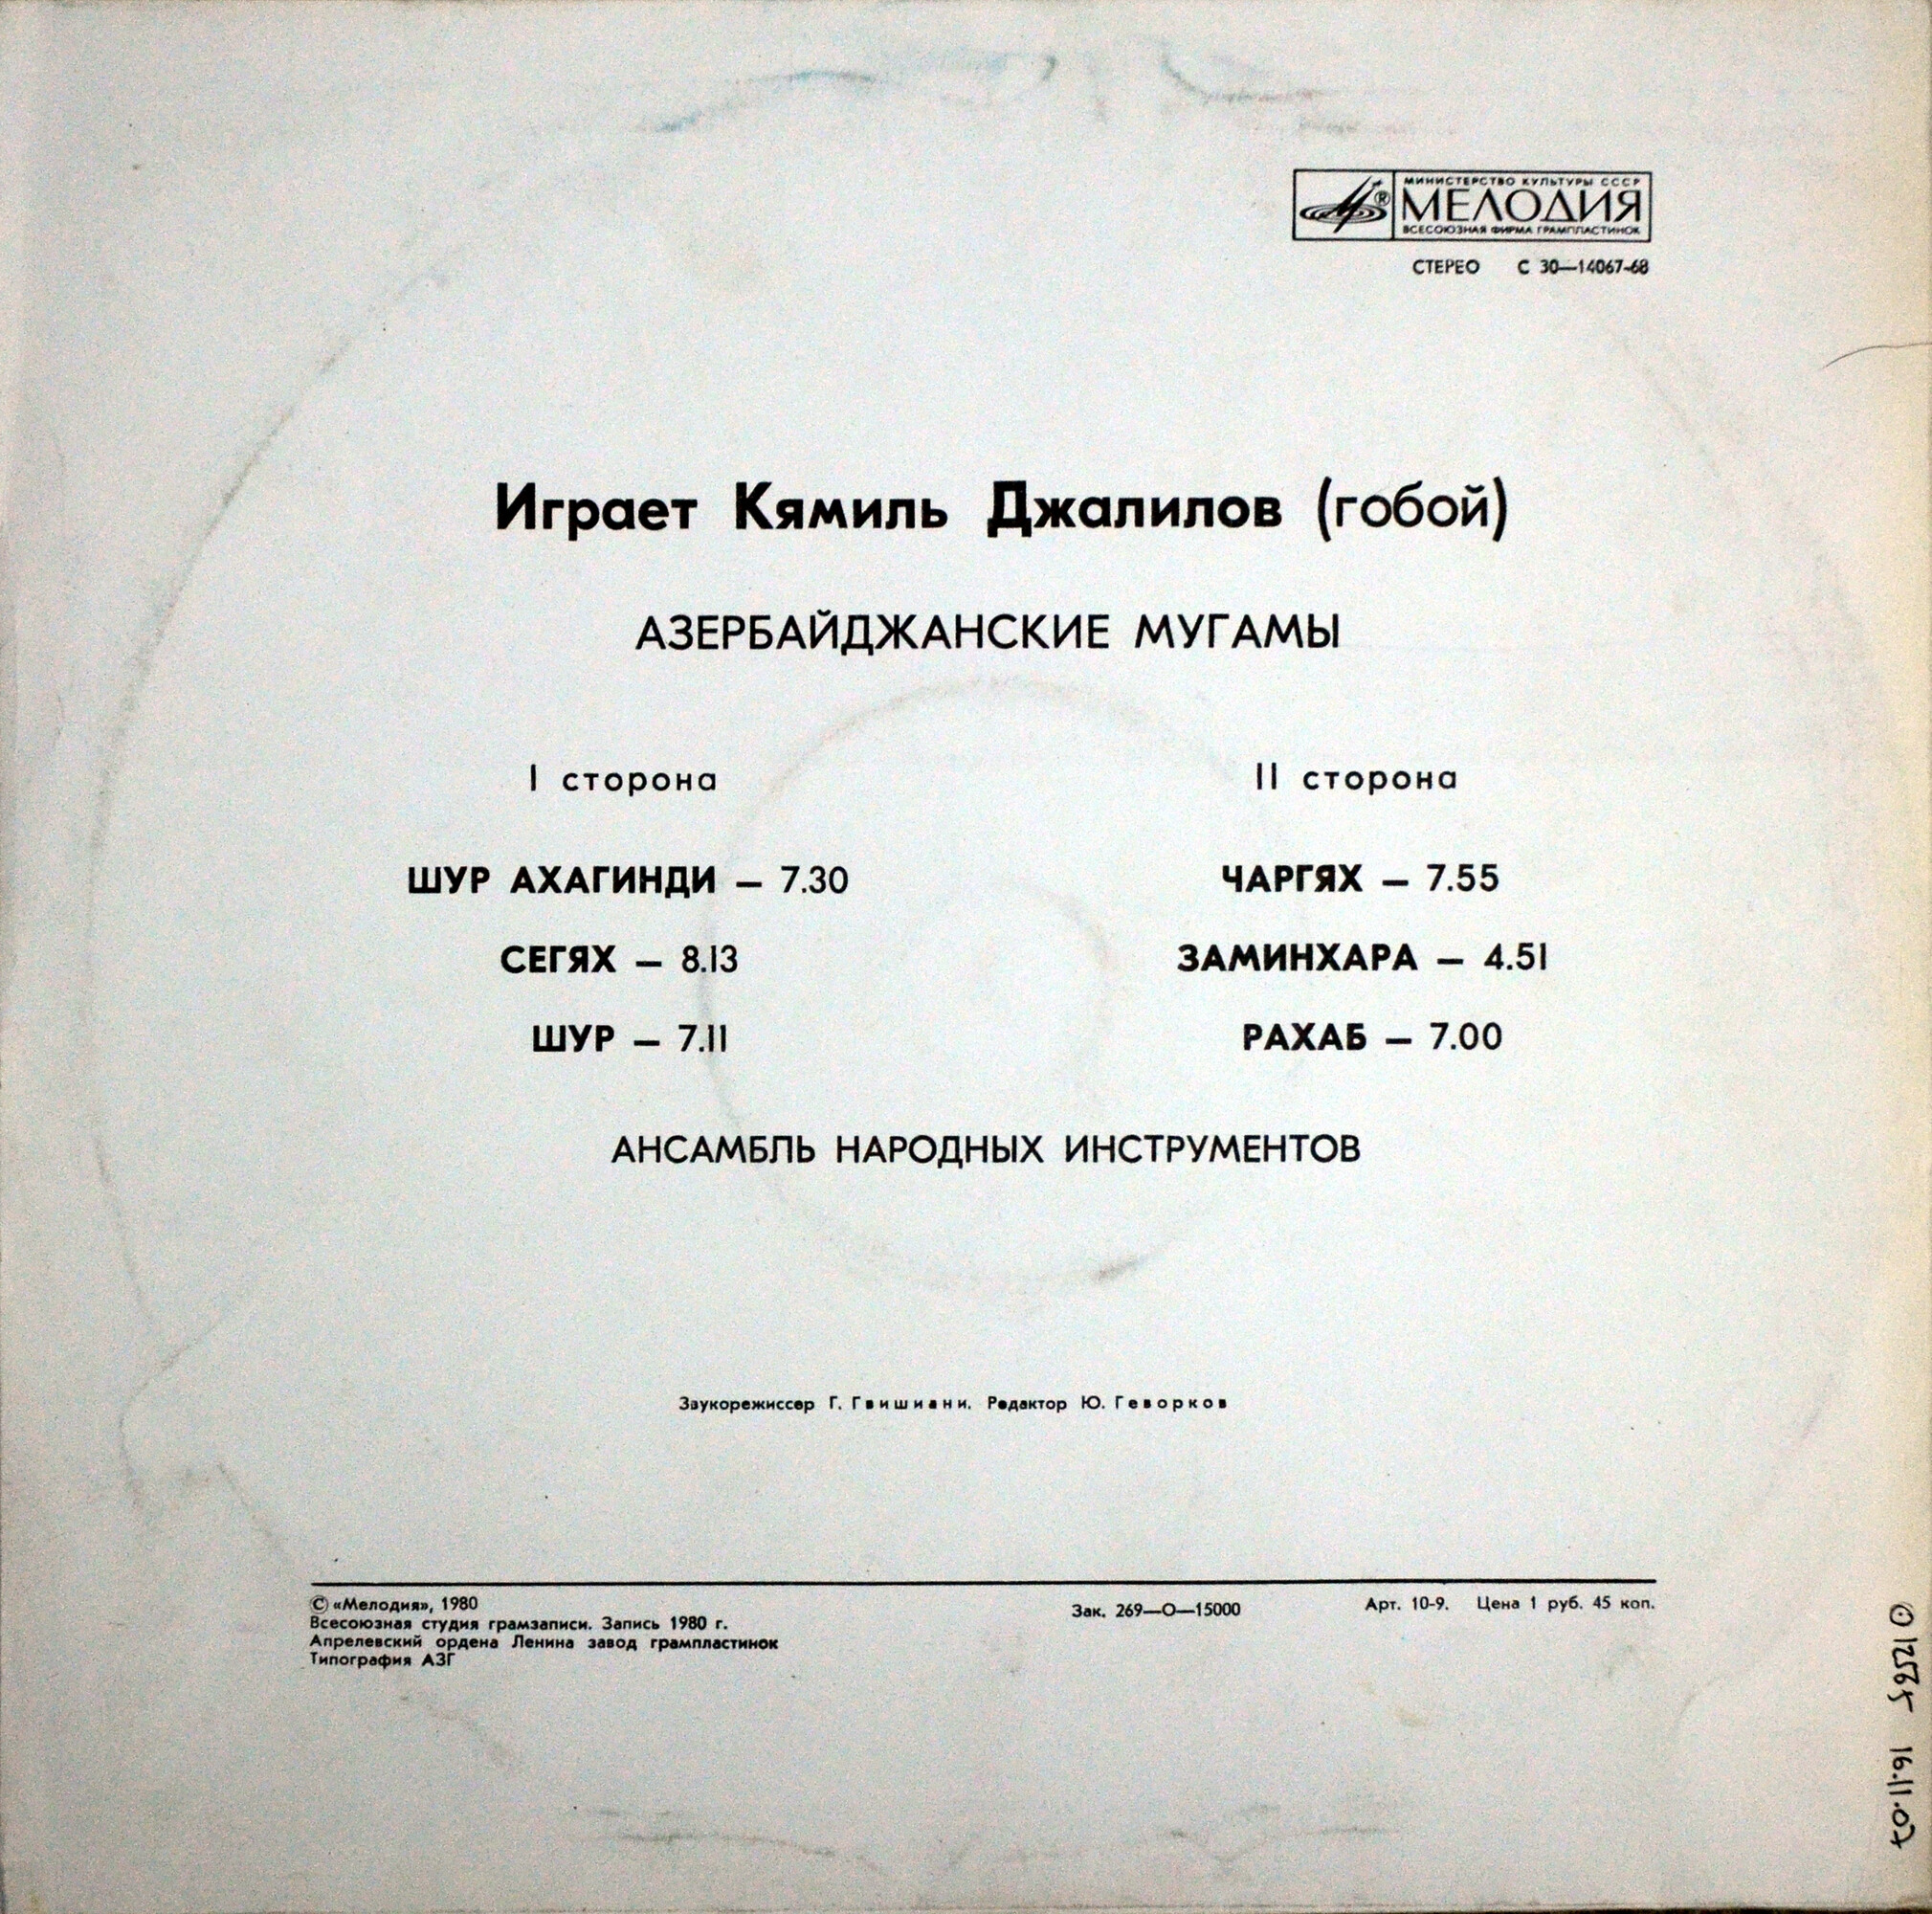 МИНИСТЕРСТВО КУЛЬТУРЫ СССР
МЕЛОДИЯ
ВСЕСОЮЗНАЯ ФИРМА ГРАМПЛАСТИНОК
СТЕРЕО С 30—14067-68
Играет Кямиль Джалилов (гобой)
АЗЕРБАЙДЖАНСКИЕ МУГАМЫ
I сторона
ШУР АХАГИНДИ — 7.30
СЕГЯХ — 8.13
ШУР — 7.11
II сторона
ЧАРГЯХ — 7.55
ЗАМИНХАРА — 4.51
РАХАБ — 7.00
АНСАМБЛЬ НАРОДНЫХ ИНСТРУМЕНТОВ
Звукорежиссер Г. Гвишиани. Редактор Ю. Геворков
© «Мелодия», 1980
Всесоюзная студия грамзаписи. Запись 1980 г.
Апрелевский ордена Ленина завод грампластинок
Типография АЗГ
Зак. 269—О—15000
Арт. 10-9. Цена 1 руб. 45 коп.
16.11.07